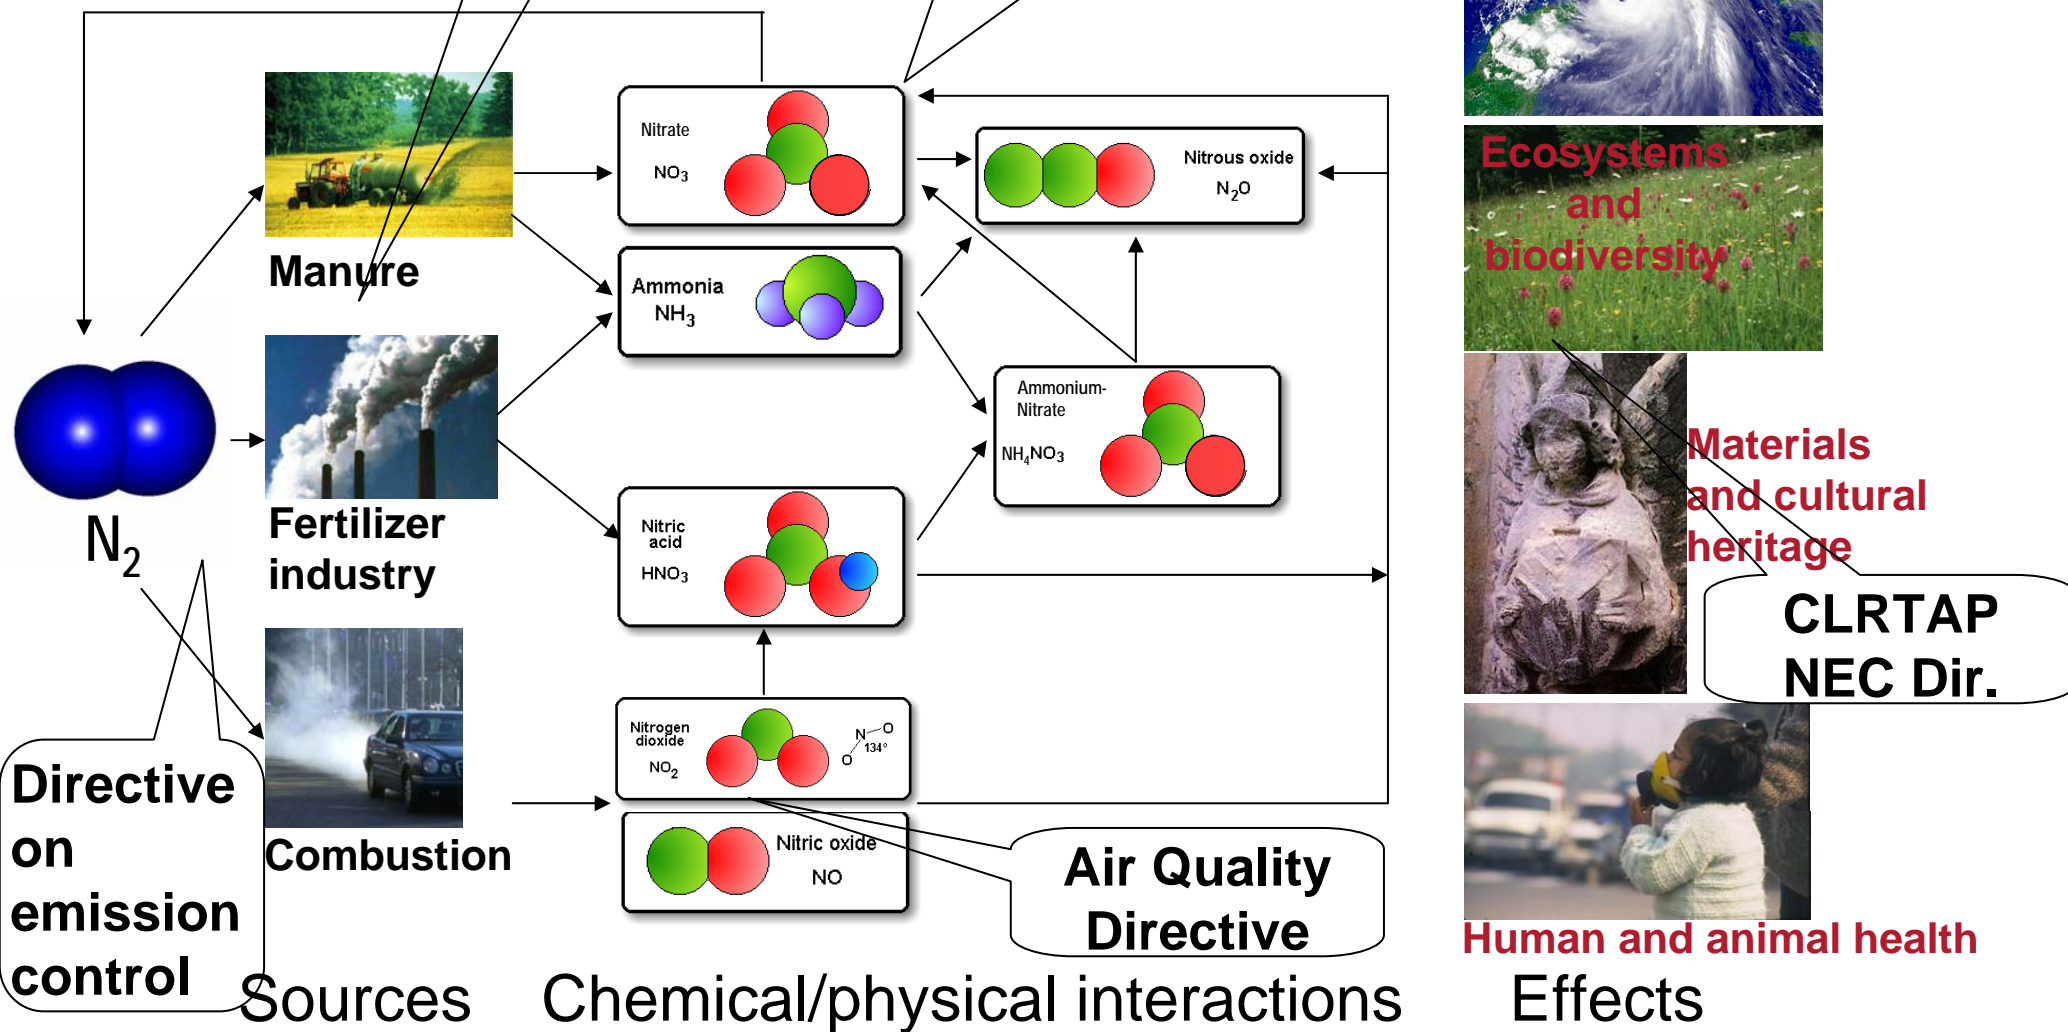 Nitrate
NO3
Nitrous oxide
N2O
Ecosystems
and
biodiversity
Manure
Ammonia
NH3
Ammonium-
Nitrate
NH4NO3
Materials
and cultural
heritage
N2
Fertilizer
industry
Nitric
acid
HNO3
CLRTAP
NEC Dir.
Nitrogen
dioxide
NO2
N
O
O
134°
Directive
on
emission
control
Combustion
Nitric oxide
NO
Air Quality
Directive
Human and animal health
Sources
Chemical/physical interactions
Effects